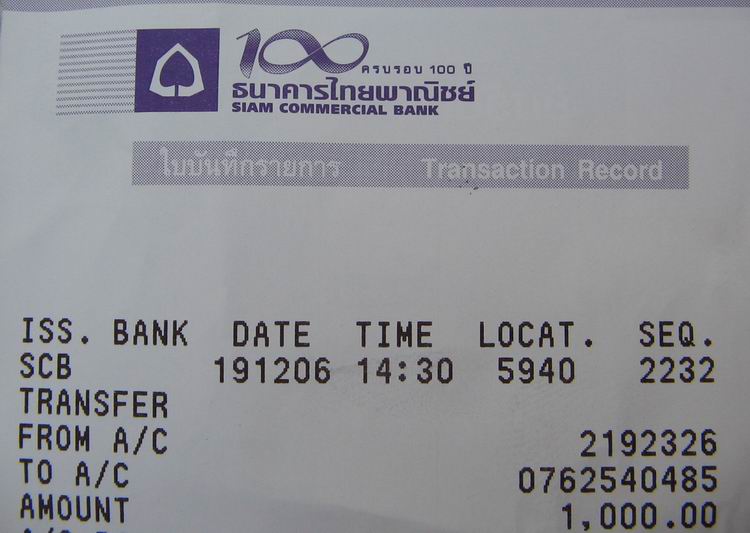 100 ครบรอบ 100 ปี
ธนาคารไทยพาณิชย์
SIAM COMMERCIAL BANK
ใบบันทึกรายการ Transaction Record
ISS. BANK DATE TIME LOCAT. SEQ.
SCB 191206 14:30 5940 2232
TRANSFER
FROM A/C 2192326
TO A/C 0762540485
AMOUNT 1,000.00